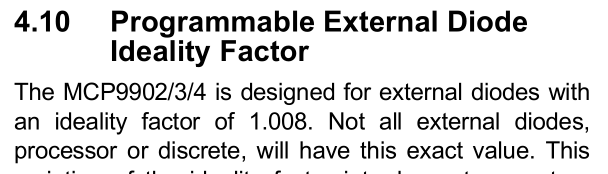 4.10 Programmable External Diode
Ideality Factor
The MCP9902/3/4 is designed for external diodes with
an ideality factor of 1.008. Not all external diodes,
processor or discrete, will have this exact value. This